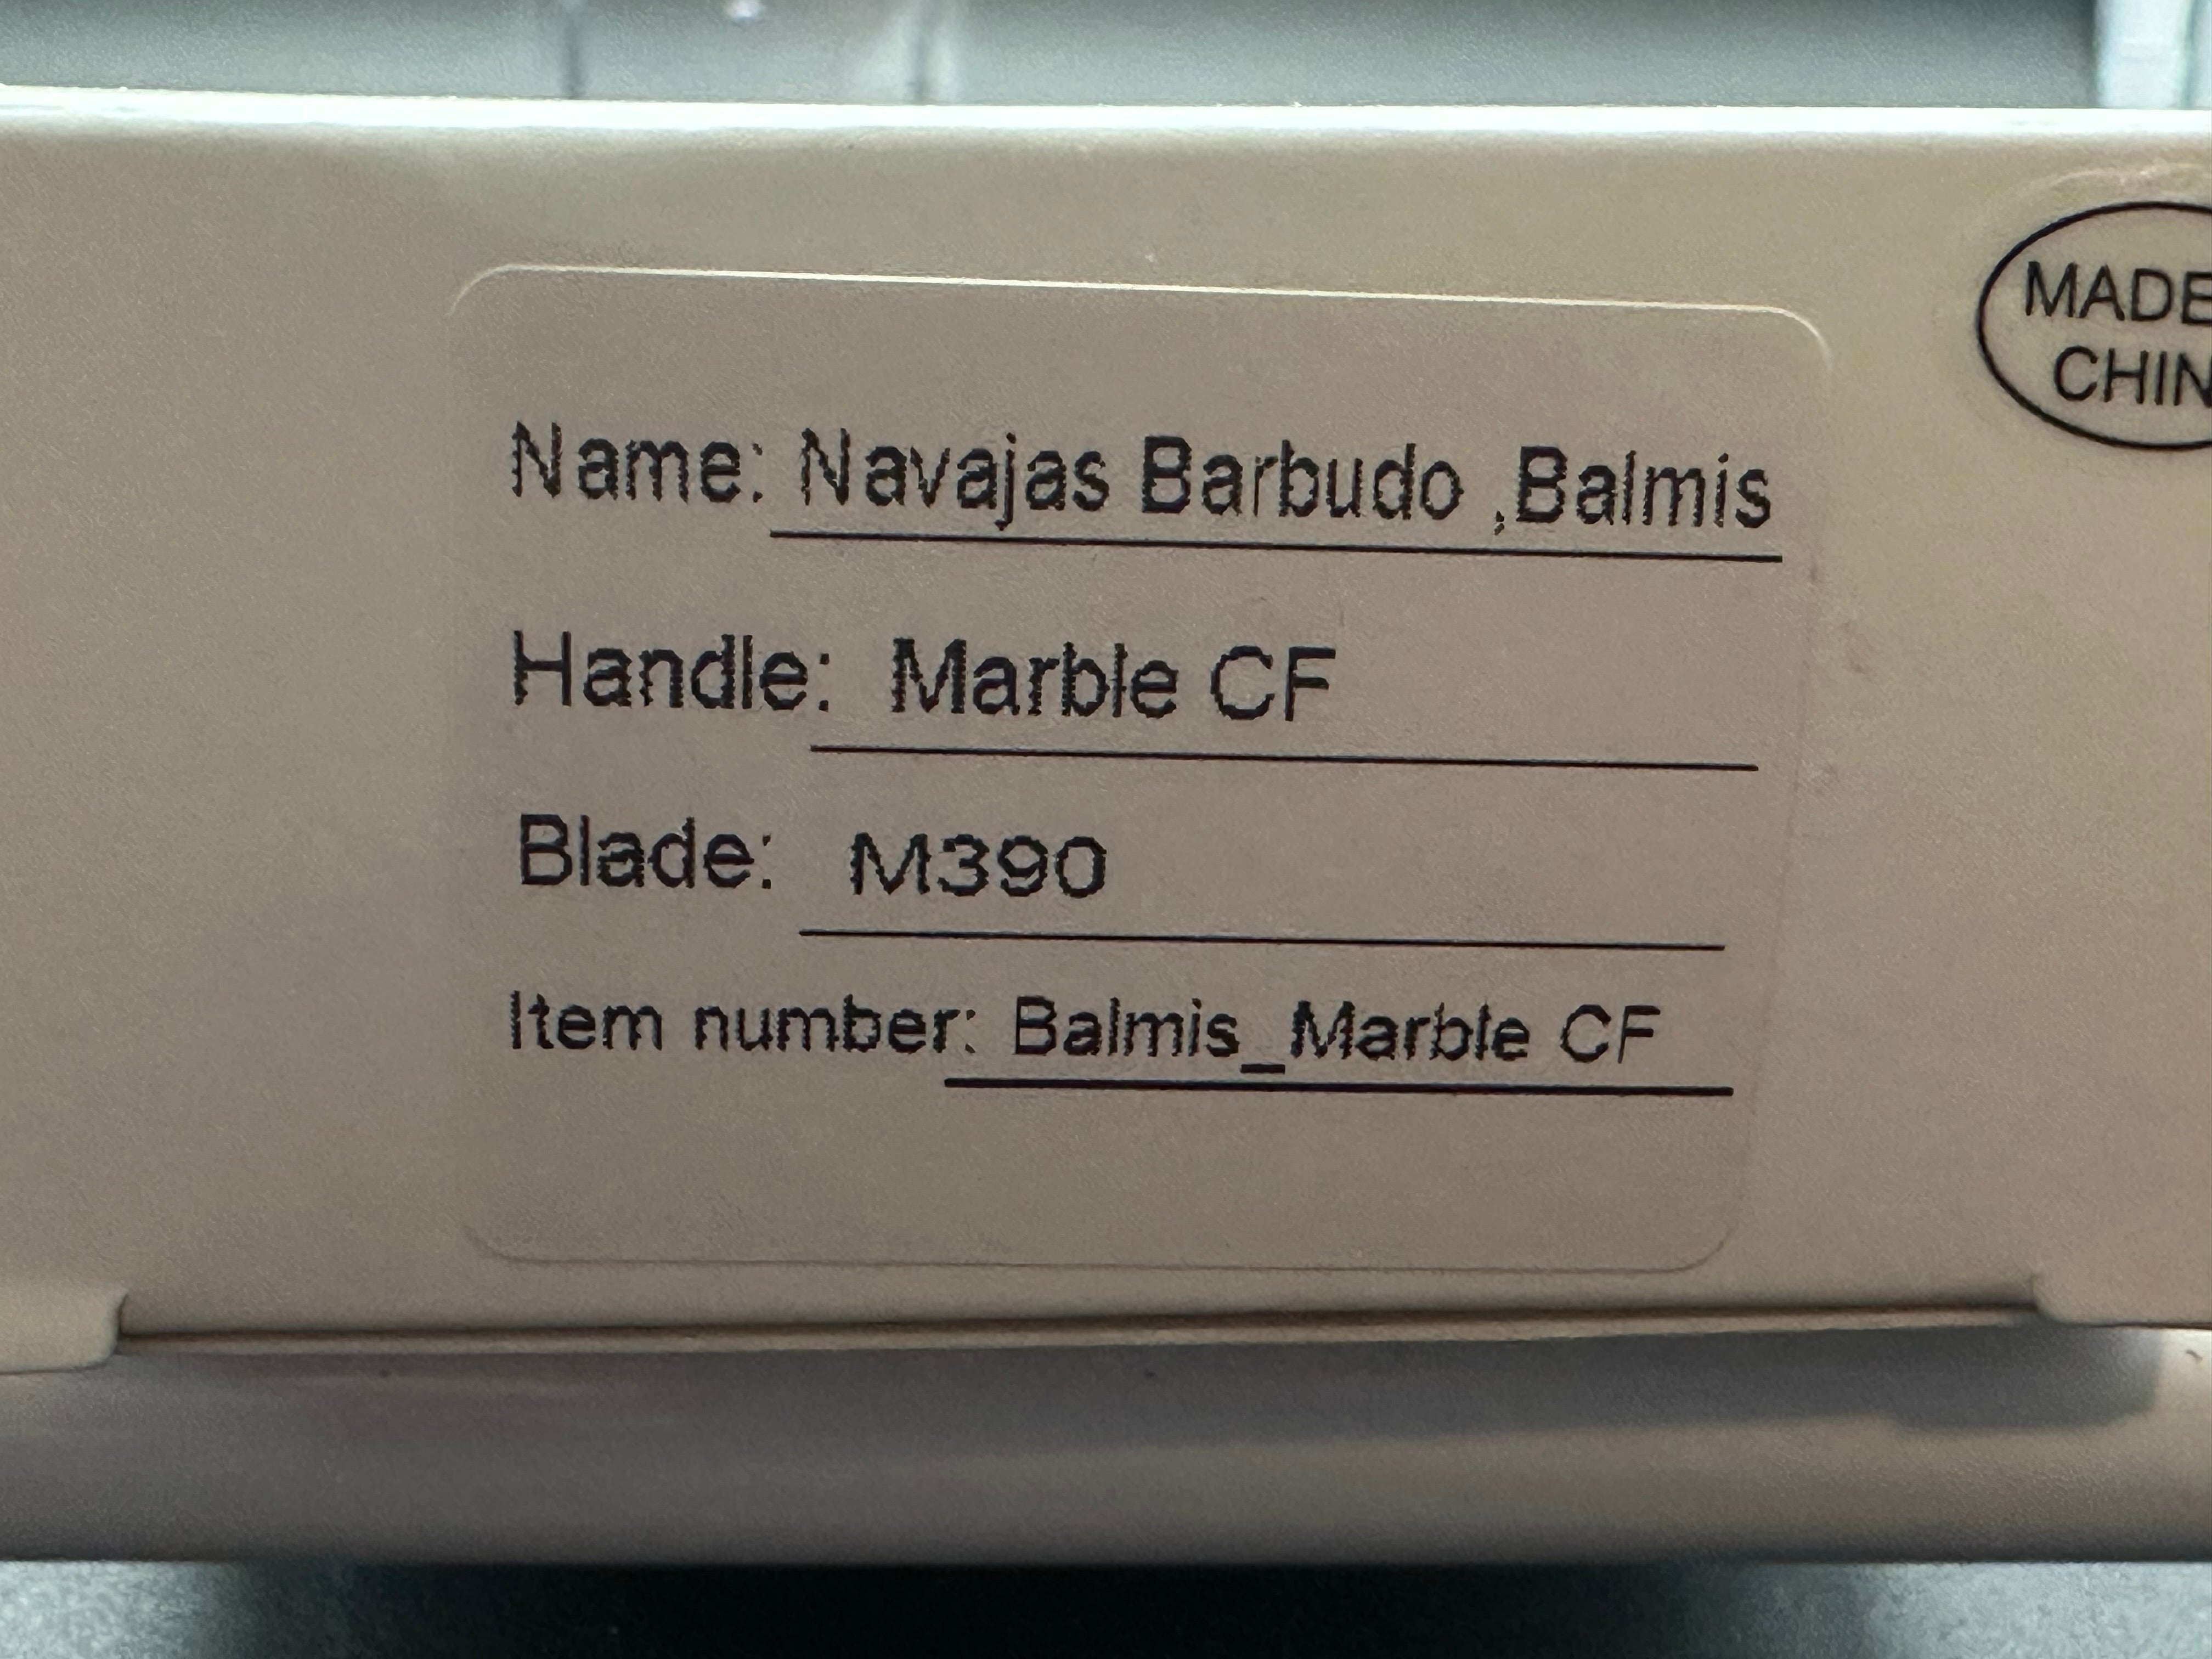 MADE
CHIN
Name: Navajas Barbudo ,Balmis
Handle: Marble CF
Blade: M390
Item number: Balmis_Marble CF